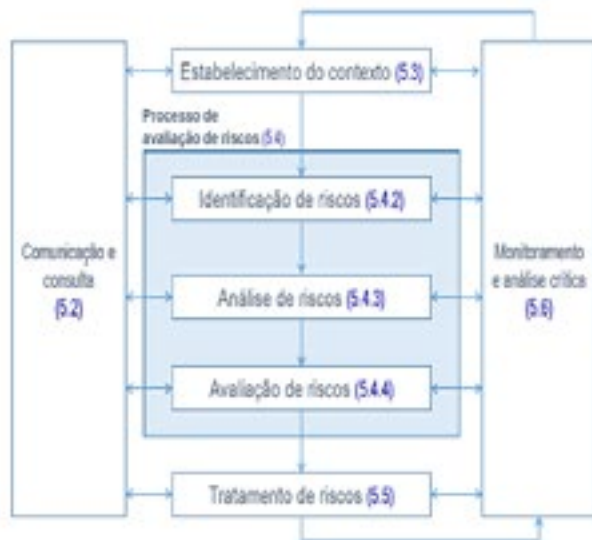 Estabelecimento do contexto (5.3)
Processo de
avaliação de riscos (5.4)
Identificação de riscos (5.4.2)
Comunicação e
consulta
(5.2)
Análise de riscos (5.4.3)
Monitoramento
e análise crítica
(5.6)
Avaliação de riscos (5.4.4)
Tratamento de riscos (5.5)